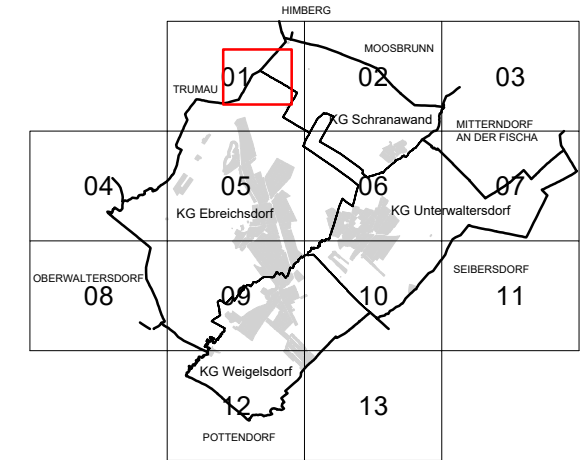 HIMBERG
MOOSBRUNN
01
02
03
TRUMAU
KG Schranawand
MITTERNDORF
AN DER FISCHA
04
05
06
07
KG Ebreichsdorf
KG Unterwaltersdorf
OBERWALTERSDORF
SEIBERSDORF
08
09
10
11
KG Weigelsdorf
12
13
POTTENDORF